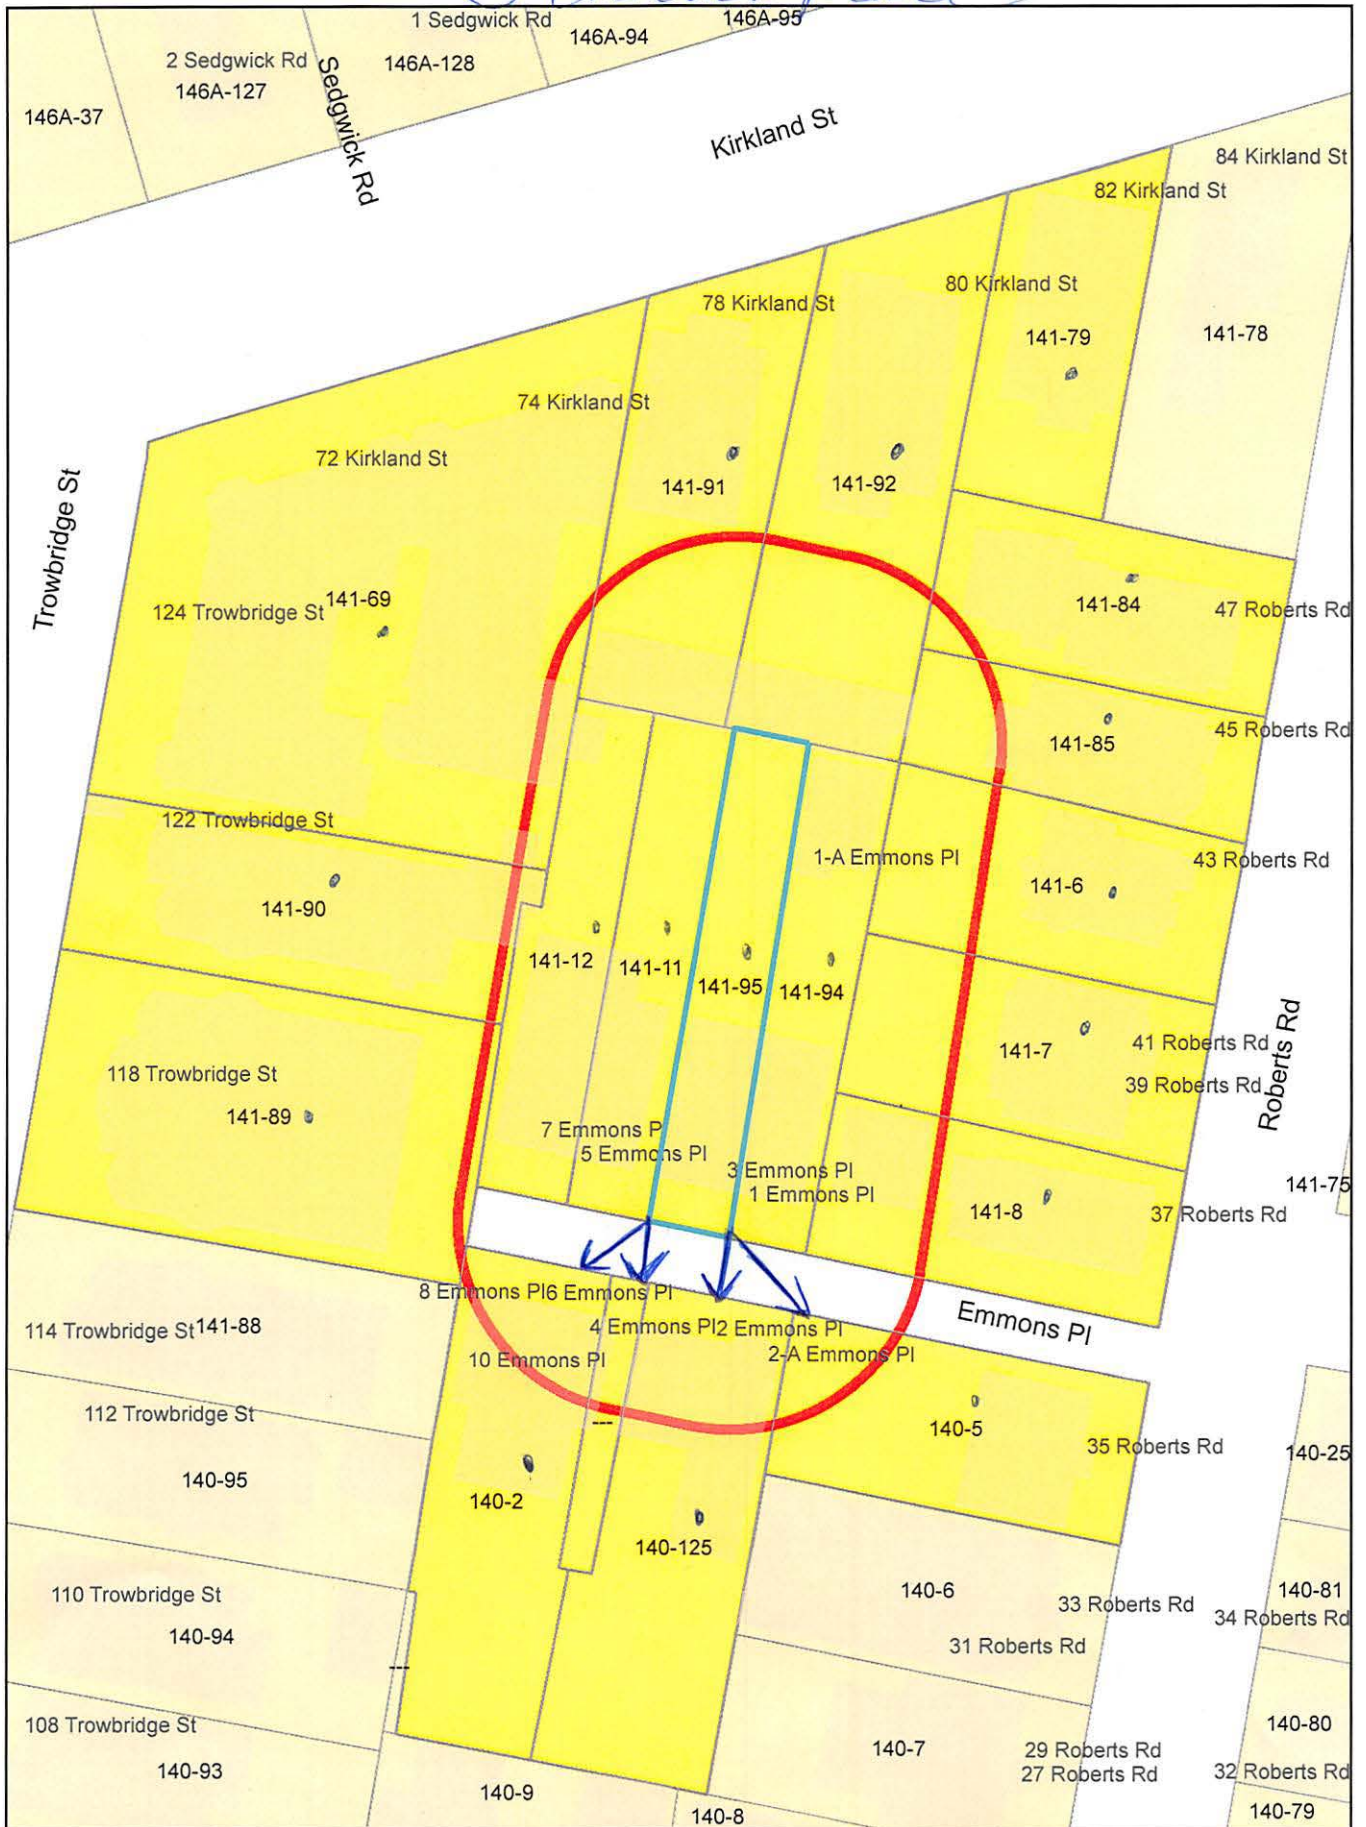 1 Sedgwick Rd
146A-95
146A-94
2 Sedgwick Rd
146A-128
146A-127
146A-37
Sedgwick Rd
Kirkland St
84 Kirkland St
82 Kirkland St
80 Kirkland St
78 Kirkland St
141-79
141-78
74 Kirkland St
72 Kirkland St
141-91
141-92
Trowbridge St
141-69
124 Trowbridge St
141-84
47 Roberts Rd
45 Roberts Rd
141-85
122 Trowbridge St
1-A Emmons Pl
43 Roberts Rd
141-6
141-90
141-12
141-11
141-95
141-94
141-7
41 Roberts Rd
39 Roberts Rd
Roberts Rd
118 Trowbridge St
141-89
7 Emmons P
5 Emmons Pl
3 Emmons Pl
1 Emmons Pl
141-75
141-8
37 Roberts Rd
8 Emmons Pl
6 Emmons Pl
Emmons Pl
114 Trowbridge St
141-88
4 Emmons Pl
2 Emmons Pl
2-A Emmons Pl
10 Emmons Pl
112 Trowbridge St
---
140-5
35 Roberts Rd
140-25
140-95
140-2
140-125
110 Trowbridge St
140-6
33 Roberts Rd
140-81
34 Roberts Rd
140-94
31 Roberts Rd
---
108 Trowbridge St
140-80
140-7
29 Roberts Rd
27 Roberts Rd
32 Roberts Rd
140-93
140-9
140-8
140-79